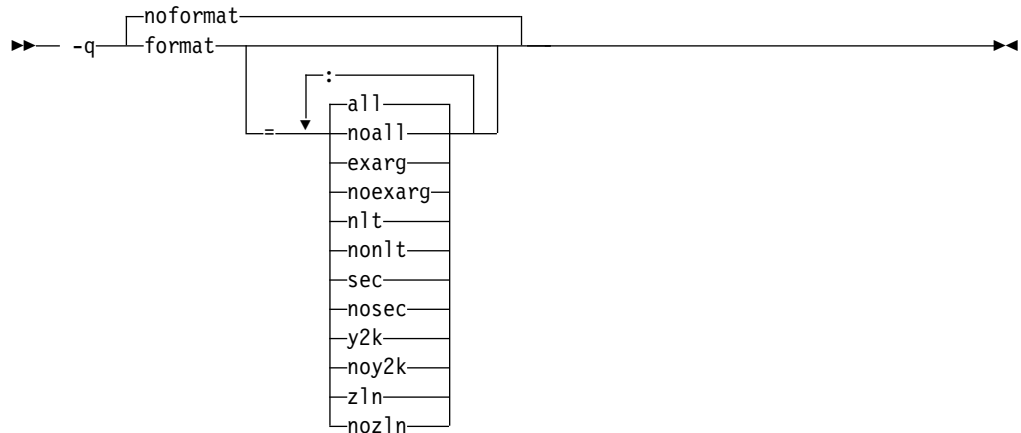 noformat
-q format
:
all
= noall
exarg
noexarg
nlt
nonlt
sec
nosec
y2k
noy2k
zln
nozln